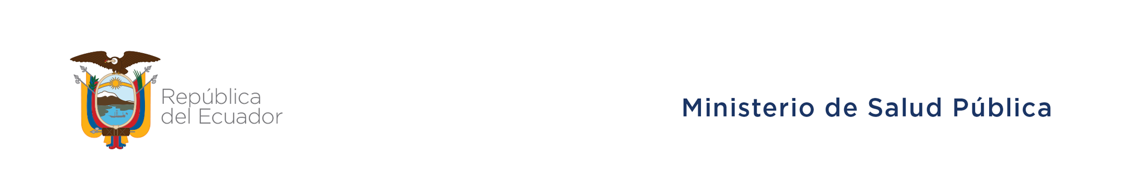 República
del Ecuador
Ministerio de Salud Pública